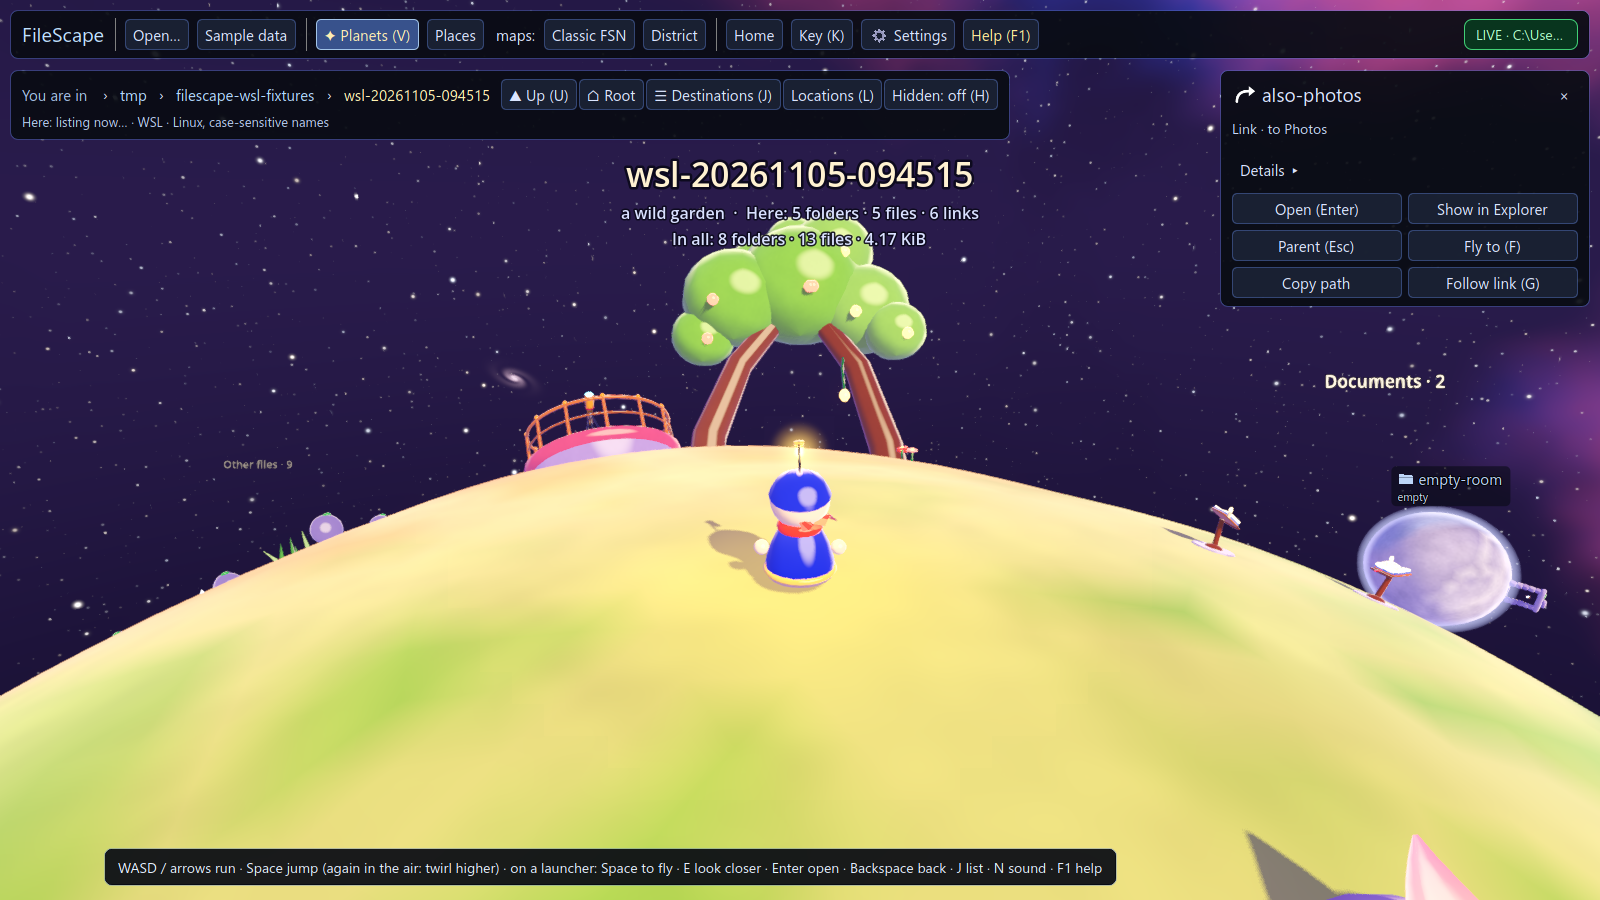 FileScape Open... Sample data ✦ Planets (V) Places maps: Classic FSN District Home Key (K) Settings Help (F1) LIVE · C:\Use...
You are in › tmp › filescape-wsl-fixtures › wsl-20261105-094515 ▲ Up (U) Root ☰ Destinations (J) Locations (L) Hidden: off (H)
Here: listing now... · WSL · Linux, case-sensitive names
also-photos ×
Link · to Photos
Details ▸
Open (Enter) Show in Explorer
Parent (Esc) Fly to (F)
Copy path Follow link (G)
wsl-20261105-094515
a wild garden · Here: 5 folders · 5 files · 6 links
In all: 8 folders · 13 files · 4.17 KiB
Documents · 2
Other files · 9
empty-room
empty
WASD / arrows run · Space jump (again in the air: twirl higher) · on a launcher: Space to fly · E look closer · Enter open · Backspace back · J list · N sound · F1 help